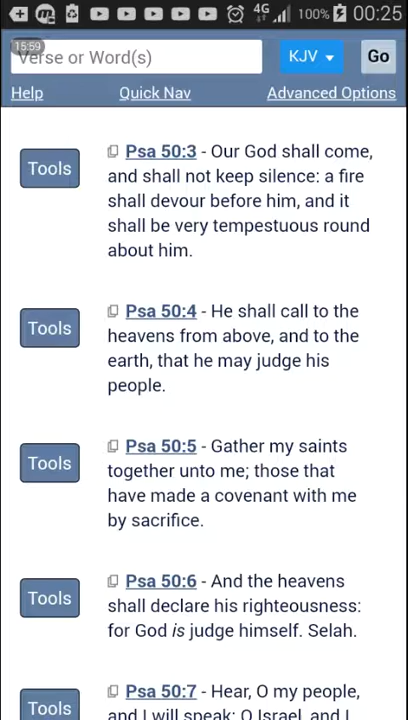 4G 100% 00:25
15:59
Verse or Word(s) KJV Go
Help Quick Nav Advanced Options
Tools
Psa 50:3 - Our God shall come,
and shall not keep silence: a fire
shall devour before him, and it
shall be very tempestuous round
about him.
Tools
Psa 50:4 - He shall call to the
heavens from above, and to the
earth, that he may judge his
people.
Tools
Psa 50:5 - Gather my saints
together unto me; those that
have made a covenant with me
by sacrifice.
Tools
Psa 50:6 - And the heavens
shall declare his righteousness:
for God is judge himself. Selah.
Tools
Psa 50:7 - Hear, O my people,
and I will speak; O Israel, and I